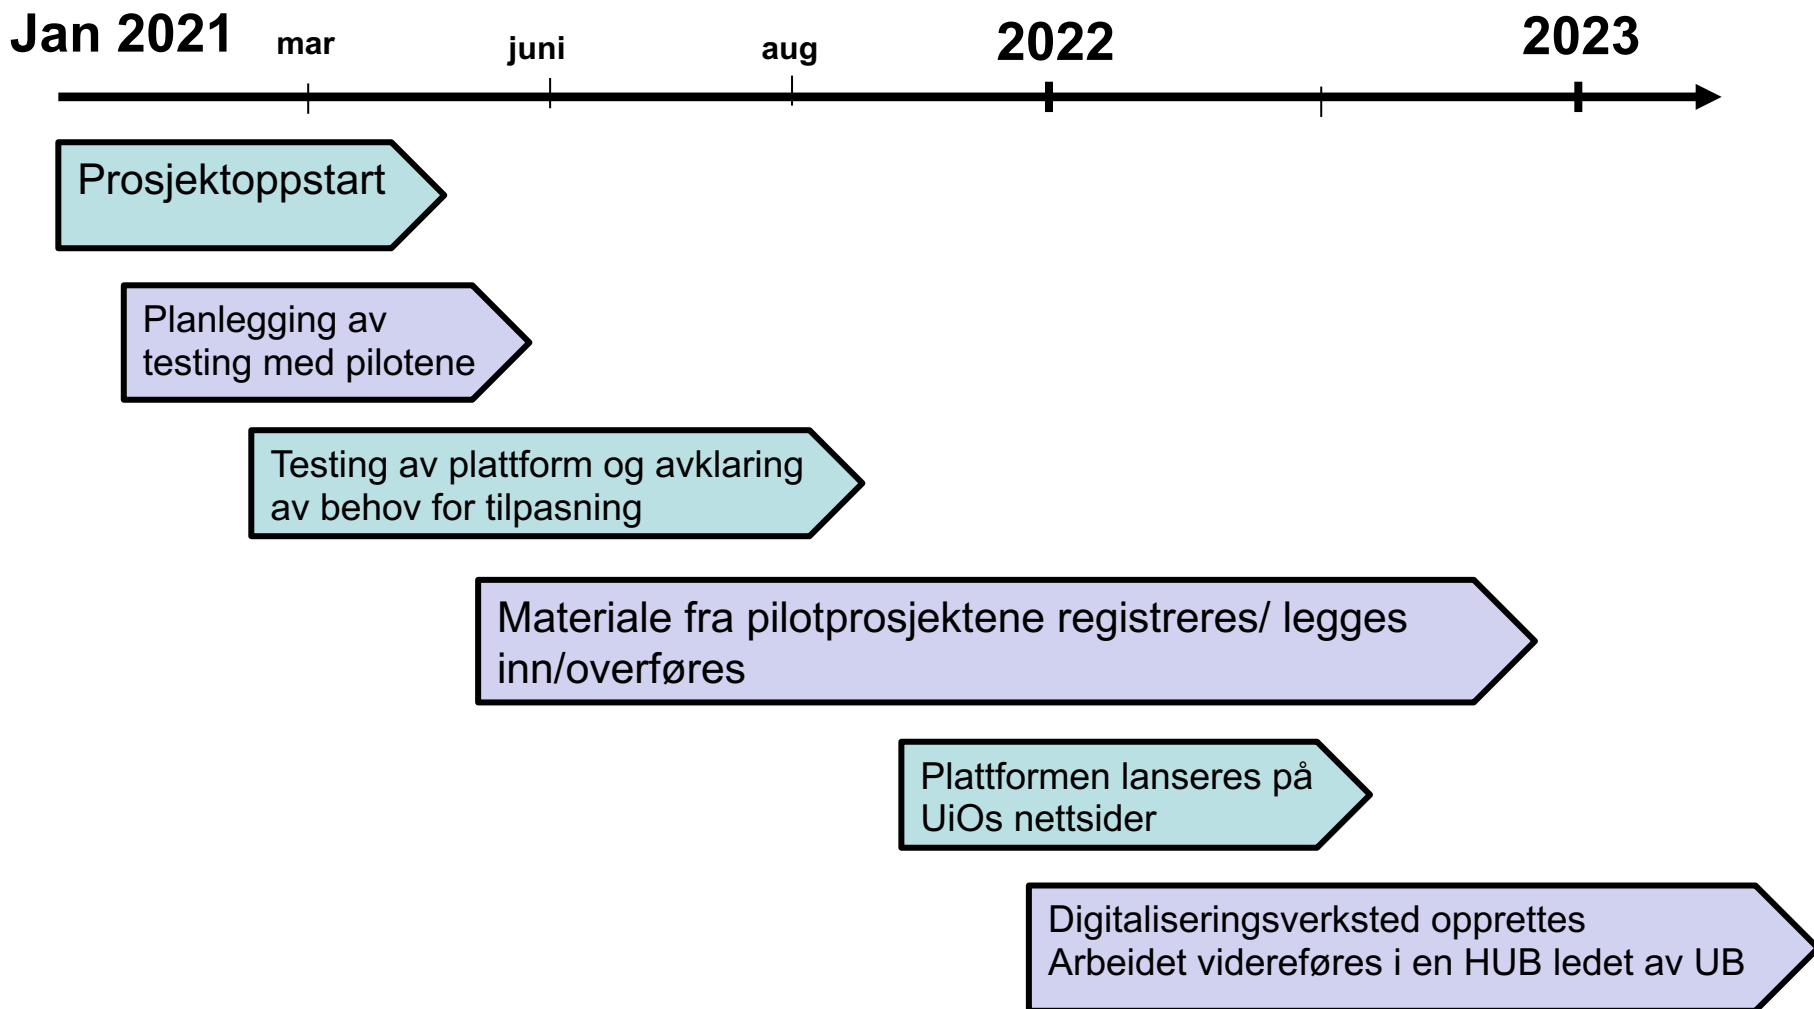 Jan 2021 mar juni aug 2022 2023
Prosjektoppstart
Planlegging av
testing med pilotene
Testing av plattform og avklaring
av behov for tilpasning
Materiale fra pilotprosjektene registreres/ legges
inn/overføres
Plattformen lanseres på
UiOs nettsider
Digitaliseringsverksted opprettes
Arbeidet videreføres i en HUB ledet av UB